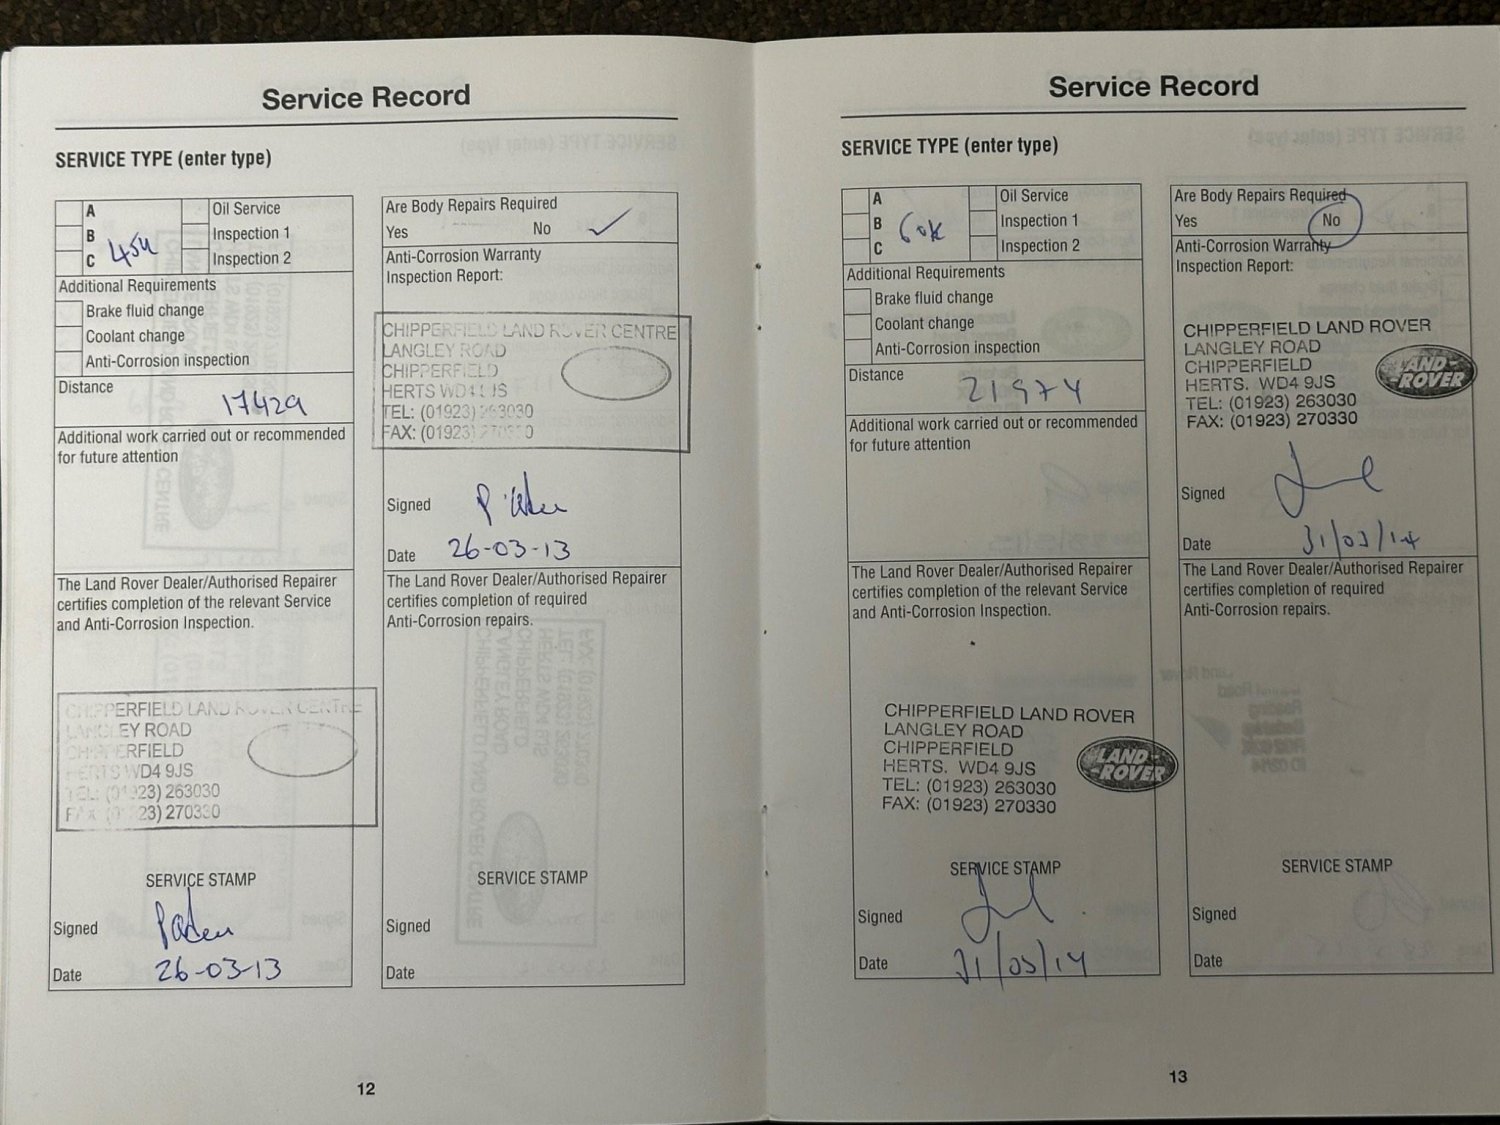 Service Record
SERVICE TYPE (enter type)
A
B
C
Oil Service
Inspection 1
Inspection 2
Additional Requirements
Brake fluid change
Coolant change
Anti-Corrosion inspection
Distance
17429
Additional work carried out or recommended
for future attention
The Land Rover Dealer/Authorised Repairer
certifies completion of the relevant Service
and Anti-Corrosion Inspection.
CHIPPERFIELD LAND ROVER CENTRE
LANGLEY ROAD
CHIPPERFIELD
HERTS WD4 9JS
TEL: (01923) 263030
FAX: (01923) 270330
SERVICE STAMP
Signed
Date 26-03-13
Are Body Repairs Required
Yes No
Anti-Corrosion Warranty
Inspection Report:
CHIPPERFIELD LAND ROVER CENTRE
LANGLEY ROAD
CHIPPERFIELD
HERTS WD4 9JS
TEL: (01923) 263030
FAX: (01923) 270330
Signed
Date 26-03-13
The Land Rover Dealer/Authorised Repairer
certifies completion of required
Anti-Corrosion repairs.
SERVICE STAMP
Signed
Date
12
Service Record
SERVICE TYPE (enter type)
A
B
C
60k
Oil Service
Inspection 1
Inspection 2
Additional Requirements
Brake fluid change
Coolant change
Anti-Corrosion inspection
Distance
21974
Additional work carried out or recommended
for future attention
The Land Rover Dealer/Authorised Repairer
certifies completion of the relevant Service
and Anti-Corrosion Inspection.
CHIPPERFIELD LAND ROVER
LANGLEY ROAD
CHIPPERFIELD
HERTS. WD4 9JS
TEL: (01923) 263030
FAX: (01923) 270330
LAND-
-ROVER
SERVICE STAMP
Signed
Date 31/03/14
Are Body Repairs Required
Yes No
Anti-Corrosion Warranty
Inspection Report:
CHIPPERFIELD LAND ROVER
LANGLEY ROAD
CHIPPERFIELD
HERTS. WD4 9JS
TEL: (01923) 263030
FAX: (01923) 270330
LAND-
-ROVER
Signed
Date 31/03/14
The Land Rover Dealer/Authorised Repairer
certifies completion of required
Anti-Corrosion repairs.
SERVICE STAMP
Signed
Date
13